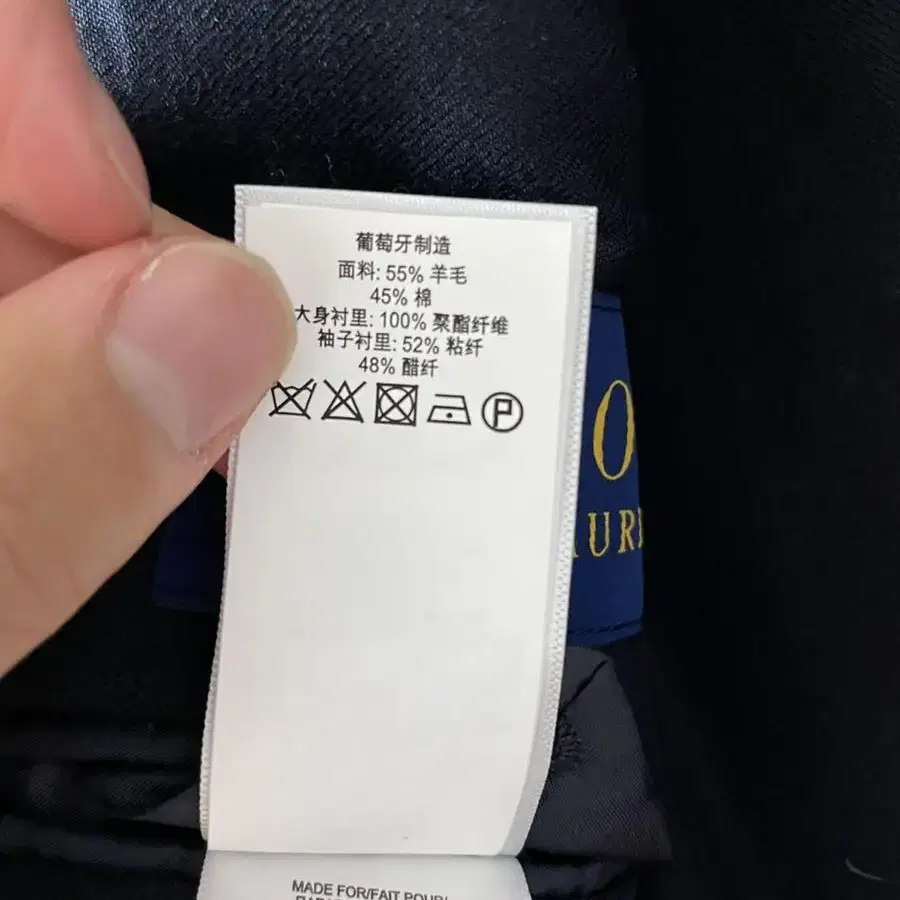 葡萄牙制造
面料: 55% 羊毛
45% 棉
大身衬里: 100% 聚酯纤维
袖子衬里: 52% 粘纤
48% 醋纤
P
MADE FOR/FAIT POUR/